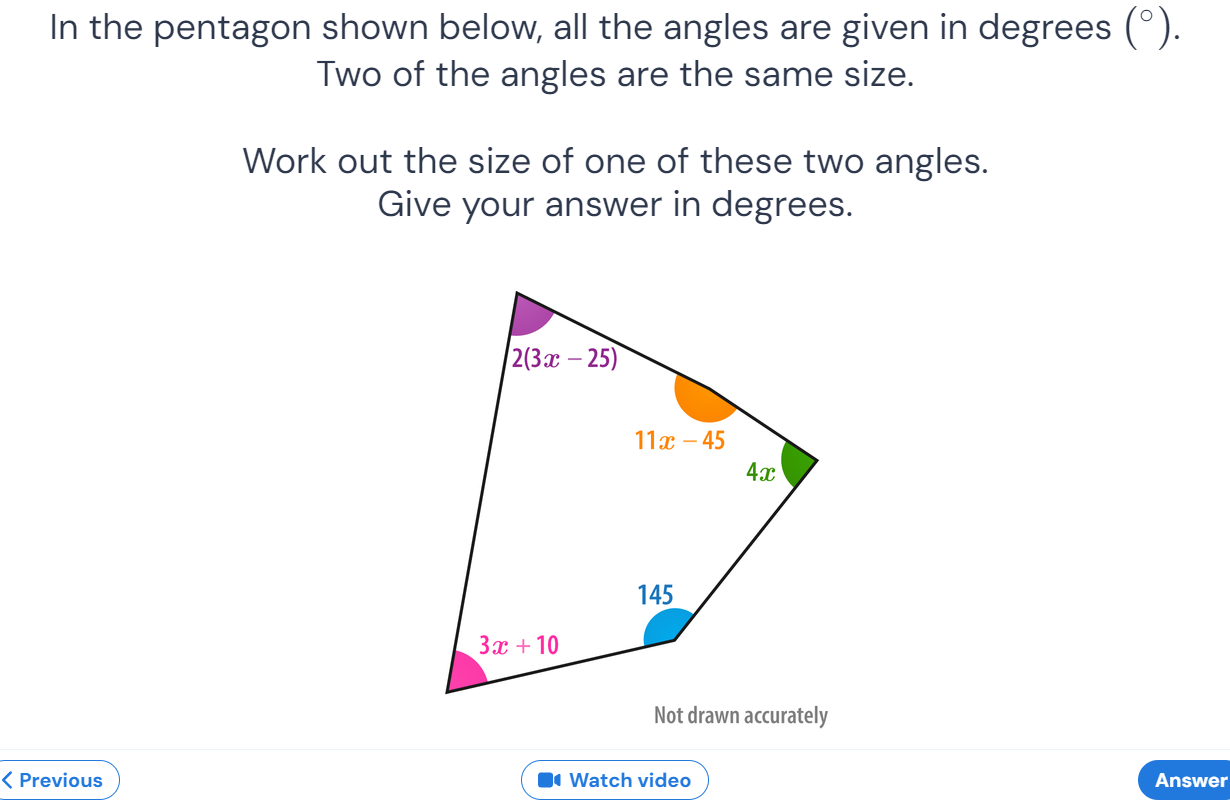 In the pentagon shown below, all the angles are given in degrees (°).
Two of the angles are the same size.
Work out the size of one of these two angles.
Give your answer in degrees.
2(3x − 25)
11x − 45
4x
145
3x + 10
Not drawn accurately
Previous
Watch video
Answer